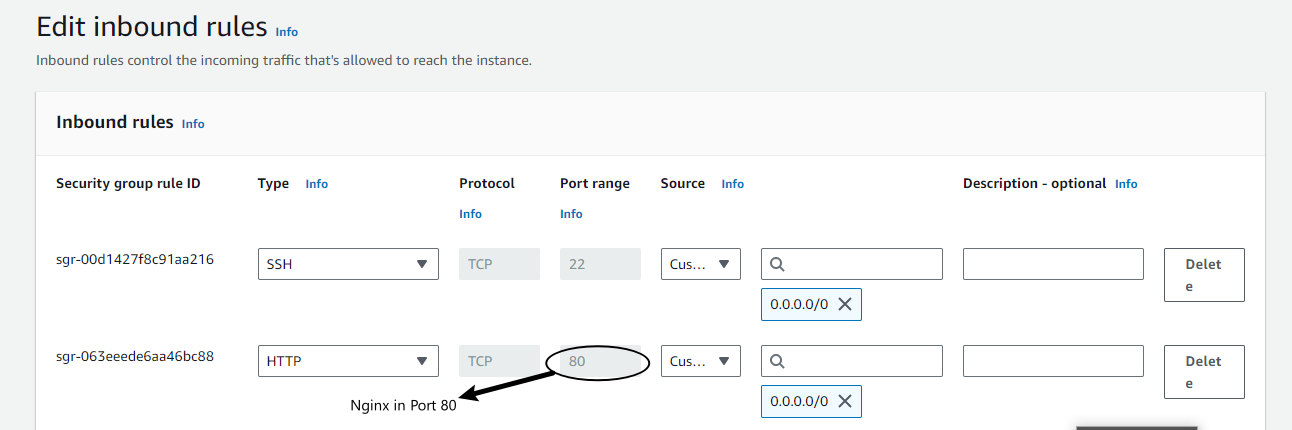 Edit inbound rules Info
Inbound rules control the incoming traffic that's allowed to reach the instance.
Inbound rules Info
Security group rule ID Type Info Protocol Info Port range Info Source Info Description - optional Info
sgr-00d1427f8c91aa216 SSH TCP 22 Cus... Delete
0.0.0.0/0
sgr-063eeede6aa46bc88 HTTP TCP 80 Cus... Delete
0.0.0.0/0
Nginx in Port 80